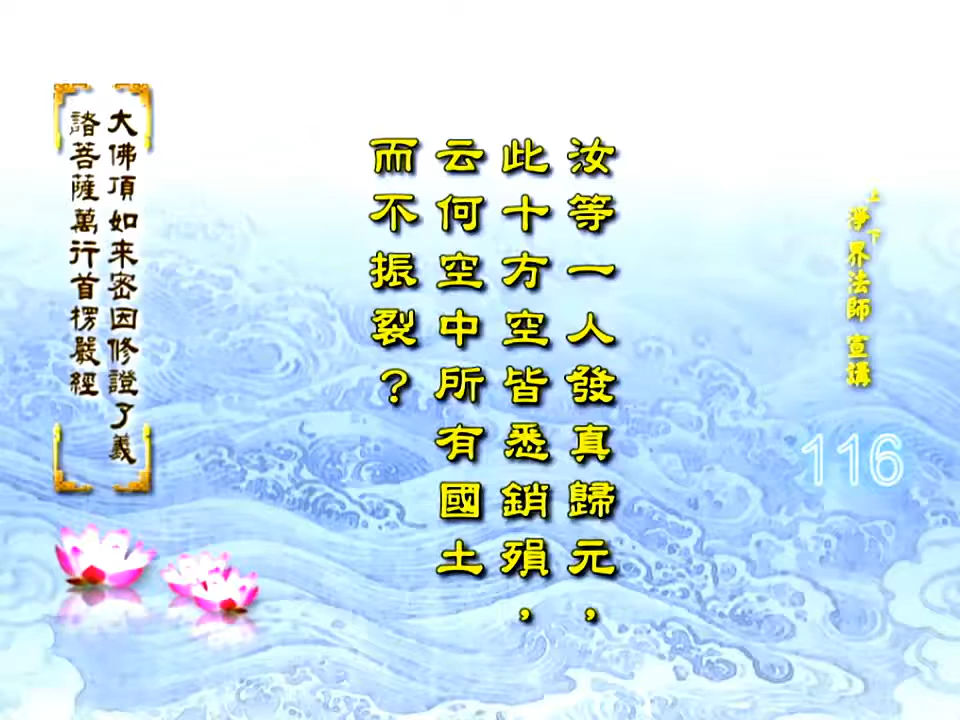 上淨下界法師 宣講
116
汝等一人發真歸元，
此十方空皆悉銷殞，
云何空中所有國土
而不振裂？
大佛頂如來密因修證了義
諸菩薩萬行首楞嚴經